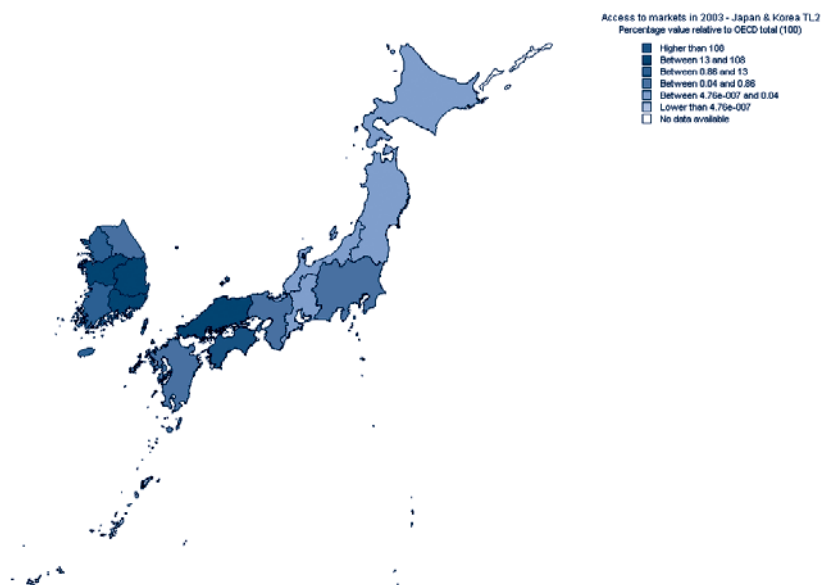 Access to markets in 2003 - Japan & Korea TL2
Percentage value relative to OECD total (100)
Higher than 108
Between 13 and 108
Between 0.86 and 13
Between 0.04 and 0.86
Between 4.76e-007 and 0.04
Lower than 4.76e-007
No data available